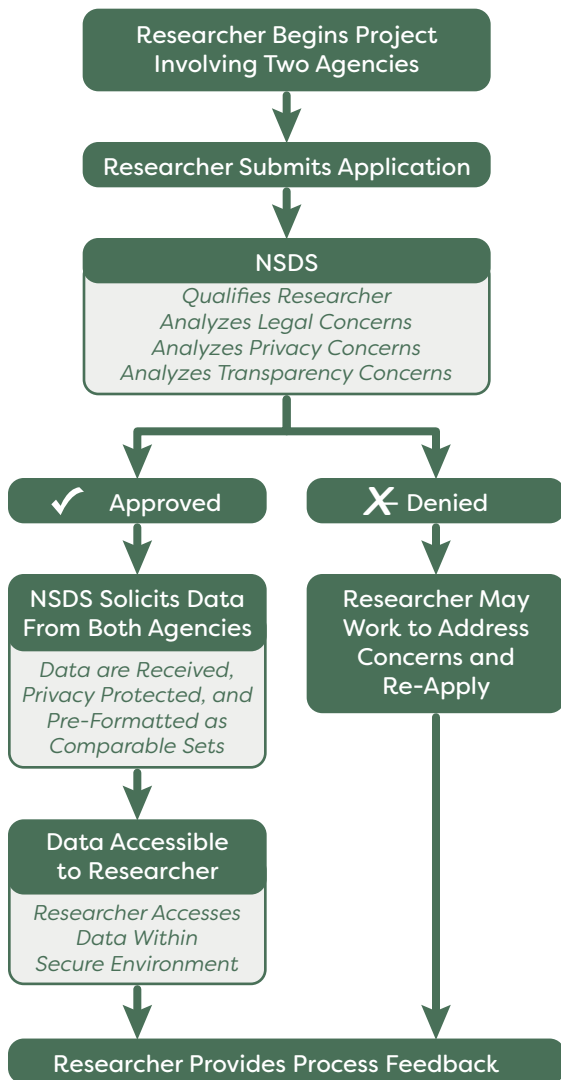 Researcher Begins Project
Involving Two Agencies
Researcher Submits Application
NSDS
Qualifies Researcher
Analyzes Legal Concerns
Analyzes Privacy Concerns
Analyzes Transparency Concerns
Approved
Denied
NSDS Solicits Data
From Both Agencies
Data are Received,
Privacy Protected, and
Pre-Formatted as
Comparable Sets
Researcher May
Work to Address
Concerns and
Re-Apply
Data Accessible
to Researcher
Researcher Accesses
Data Within
Secure Environment
Researcher Provides Process Feedback